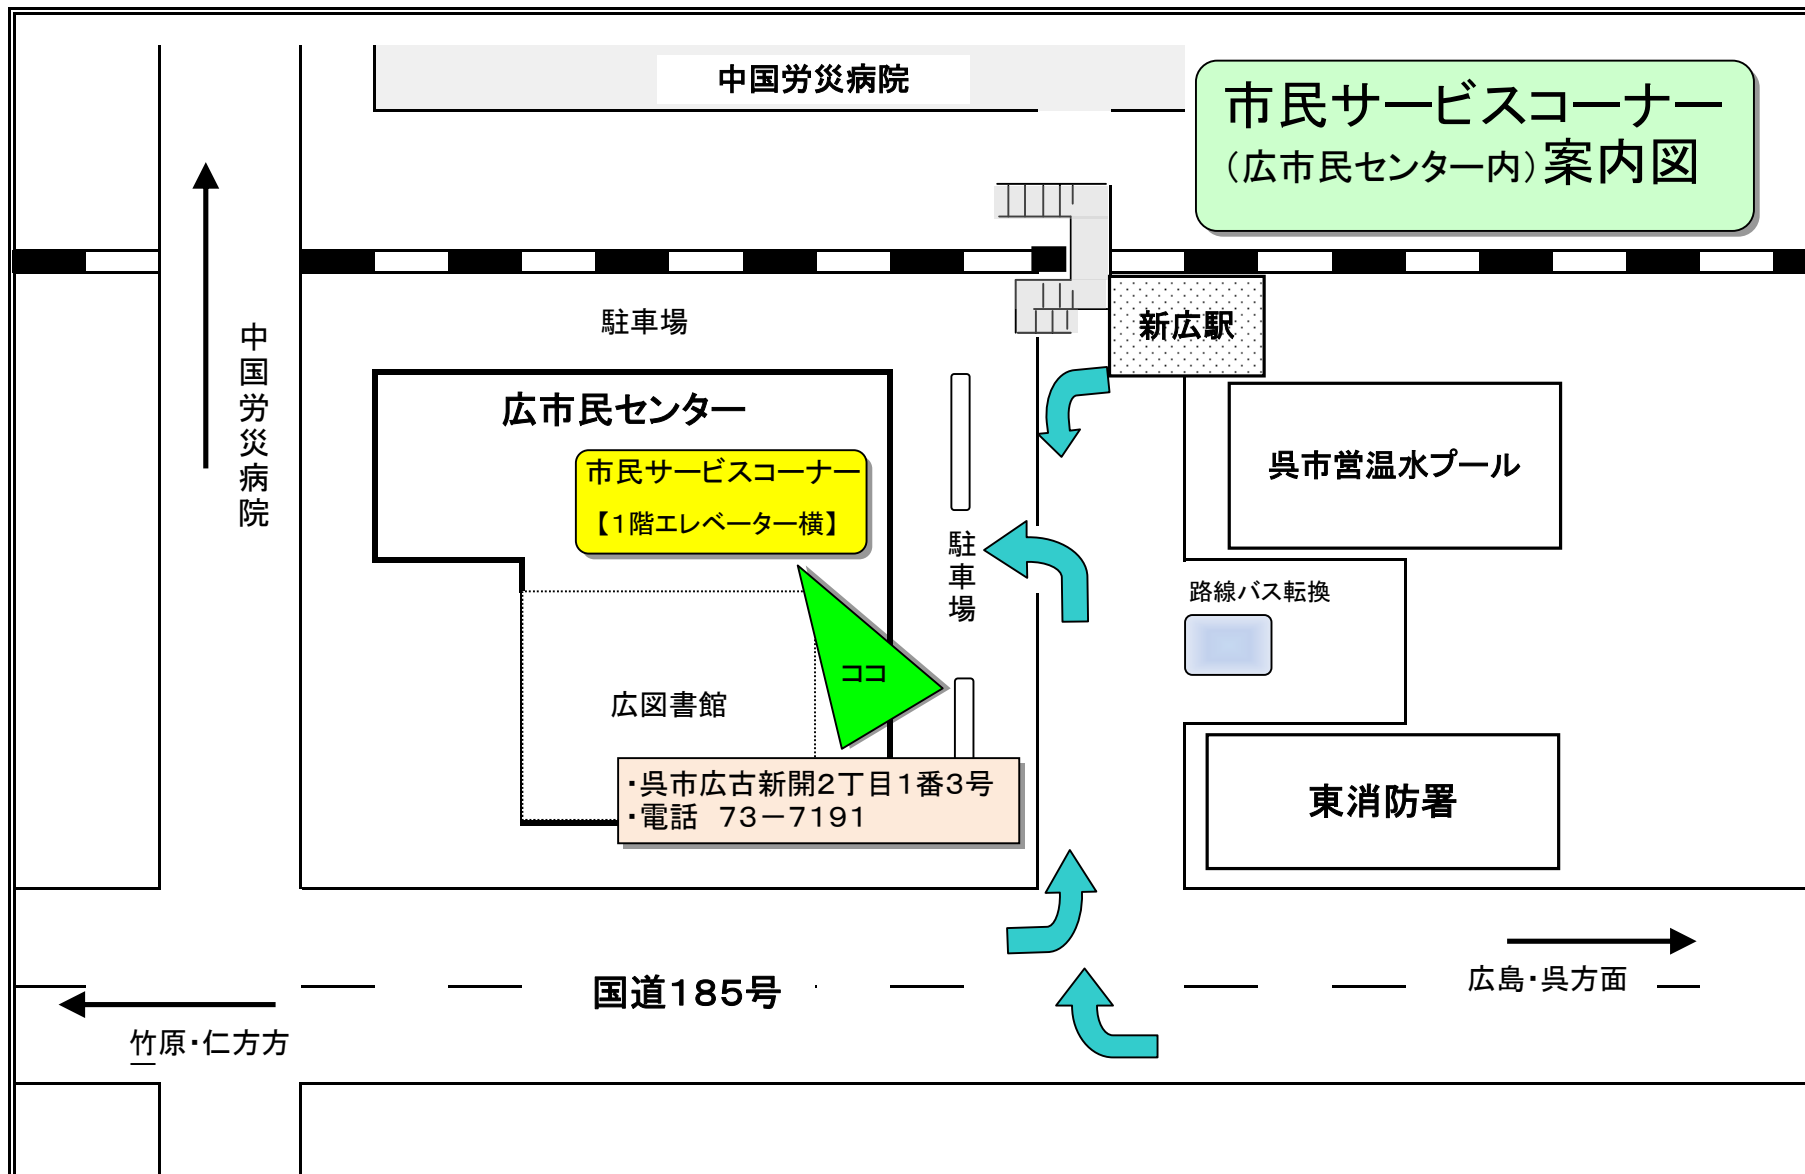 中国労災病院
市民サービスコーナー
（広市民センター内）案内図
中国労災病院
駐車場
新広駅
広市民センター
市民サービスコーナー
【１階エレベーター横】
呉市営温水プール
駐車場
路線バス転換
ココ
広図書館
・呉市広古新開２丁目１番３号
・電話　７３－７１９１
東消防署
国道１８５号
広島・呉方面
竹原・仁方方